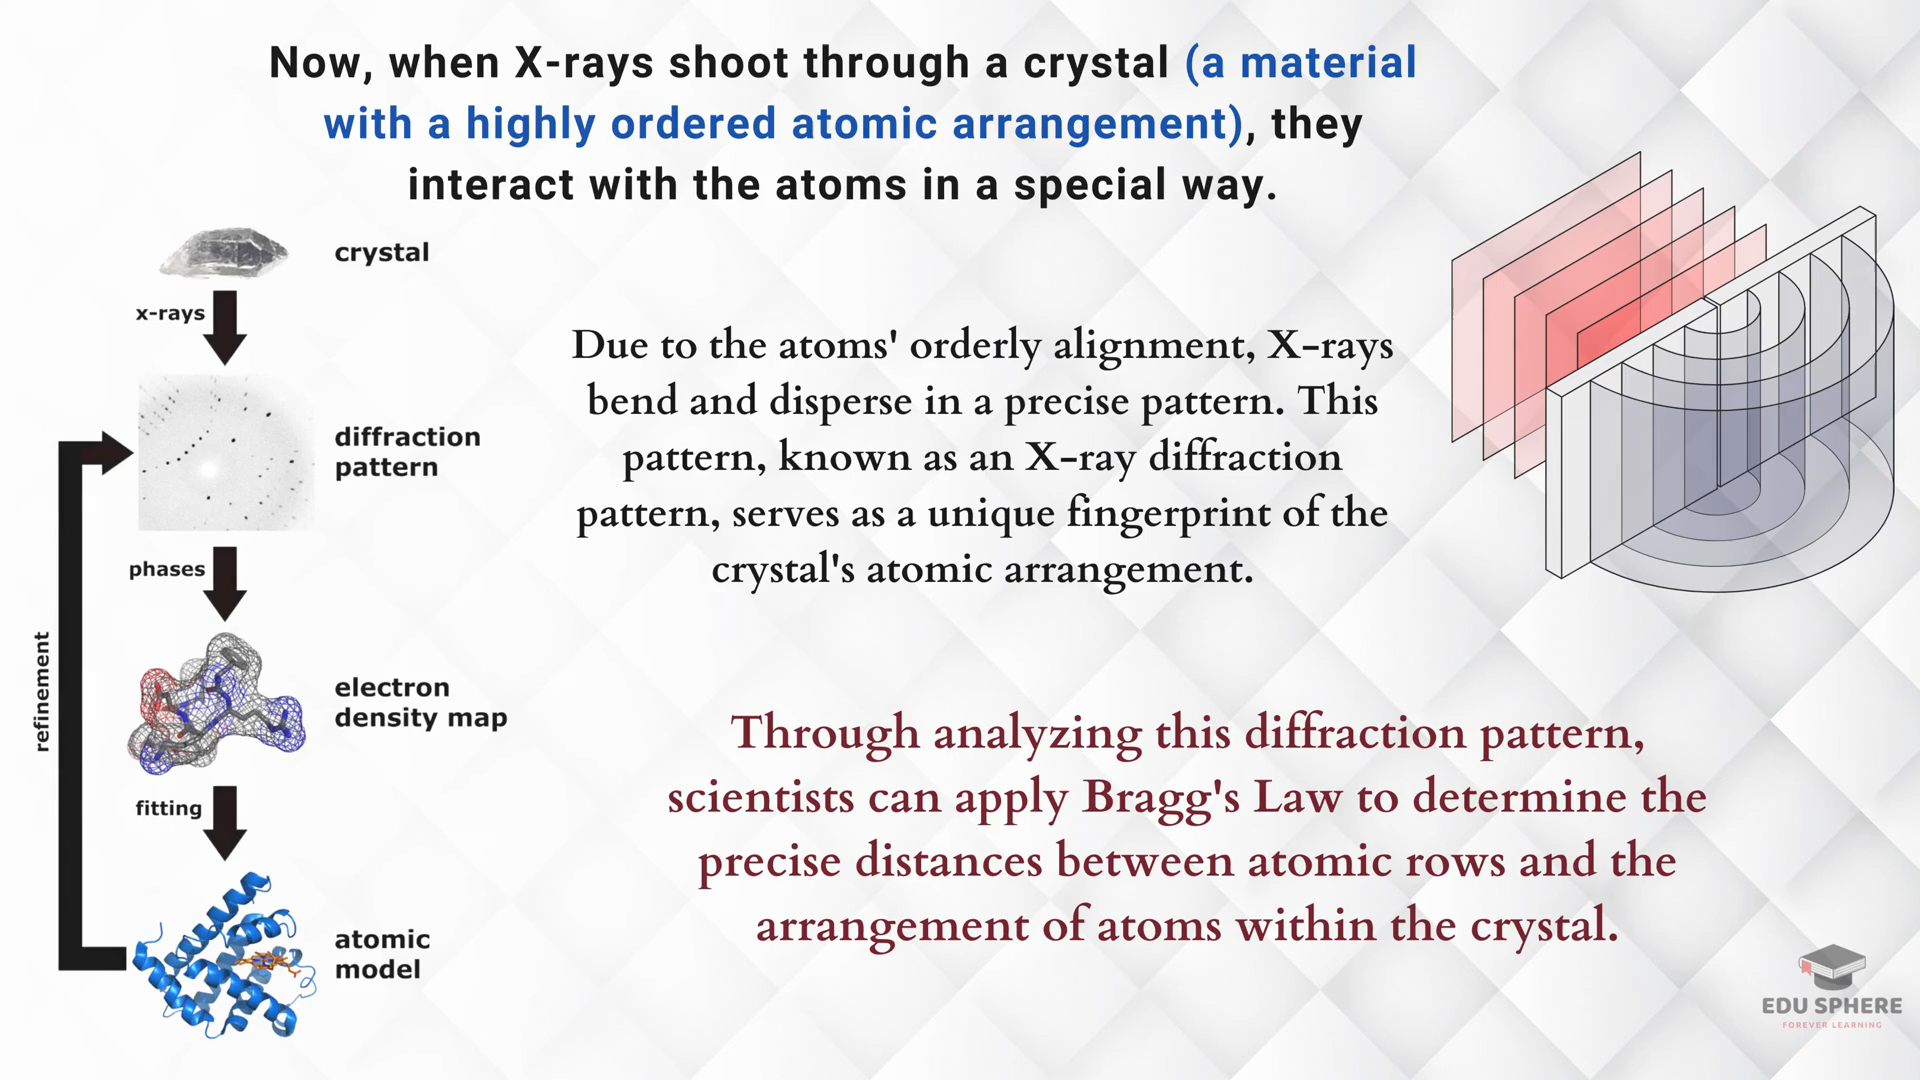 Now, when X-rays shoot through a crystal (a material
with a highly ordered atomic arrangement), they
interact with the atoms in a special way.
crystal
x-rays
diffraction
pattern
phases
electron
density map
fitting
atomic
model
refinement
Due to the atoms' orderly alignment, X-rays
bend and disperse in a precise pattern. This
pattern, known as an X-ray diffraction
pattern, serves as a unique fingerprint of the
crystal's atomic arrangement.
Through analyzing this diffraction pattern,
scientists can apply Bragg's Law to determine the
precise distances between atomic rows and the
arrangement of atoms within the crystal.
EDU SPHERE
FOREVER LEARNING